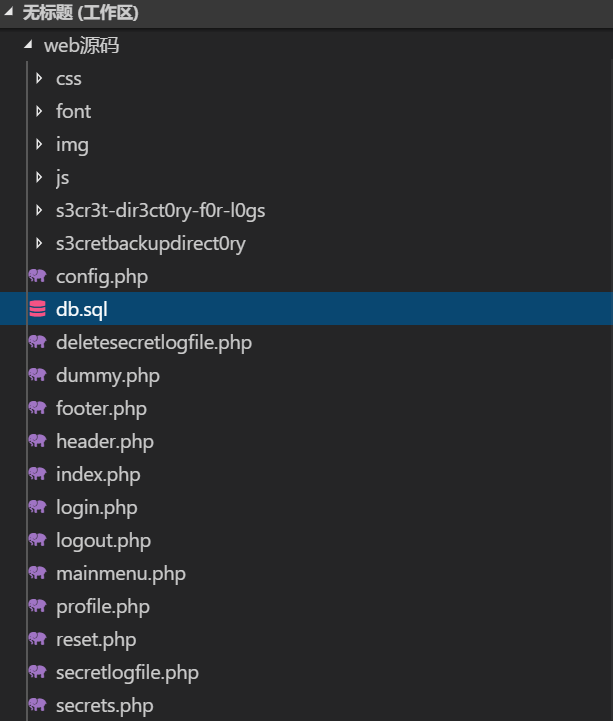 无标题 (工作区)
web源码
css
font
img
js
s3cr3t-dir3ct0ry-f0r-l0gs
s3cretbackupdirect0ry
config.php
db.sql
deletesecretlogfile.php
dummy.php
footer.php
header.php
index.php
login.php
logout.php
mainmenu.php
profile.php
reset.php
secretlogfile.php
secrets.php